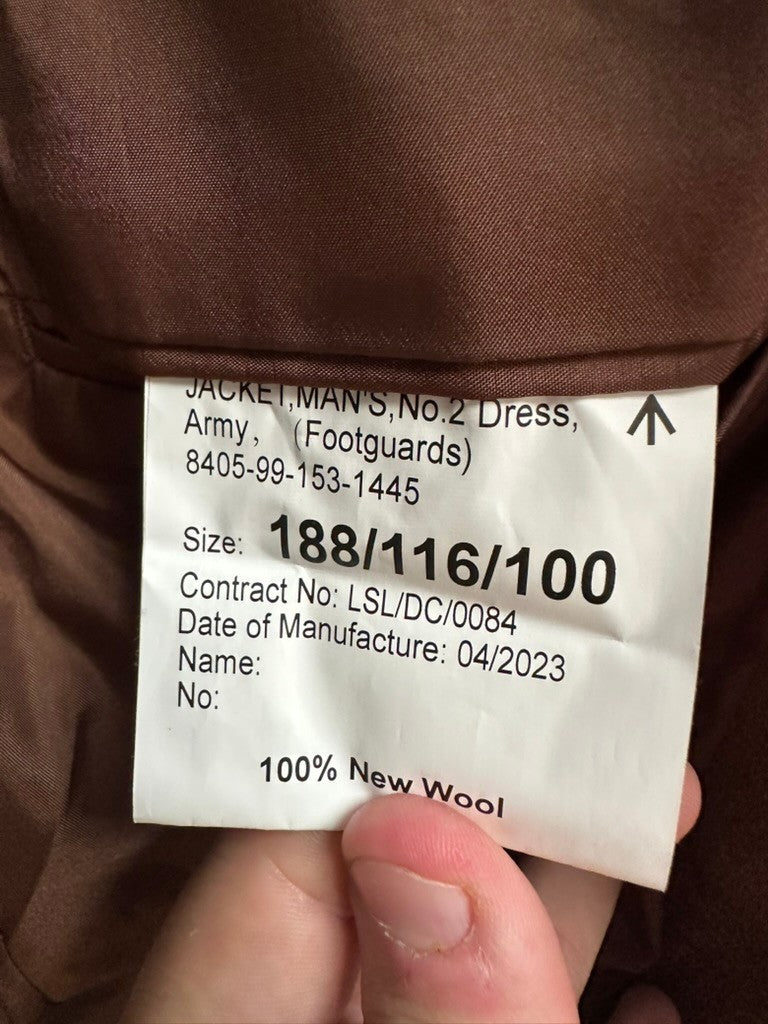 JACKET,MAN'S,No.2 Dress,
Army, (Footguards)
8405-99-153-1445
Size: 188/116/100
Contract No: LSL/DC/0084
Date of Manufacture: 04/2023
Name:
No:
100% New Wool